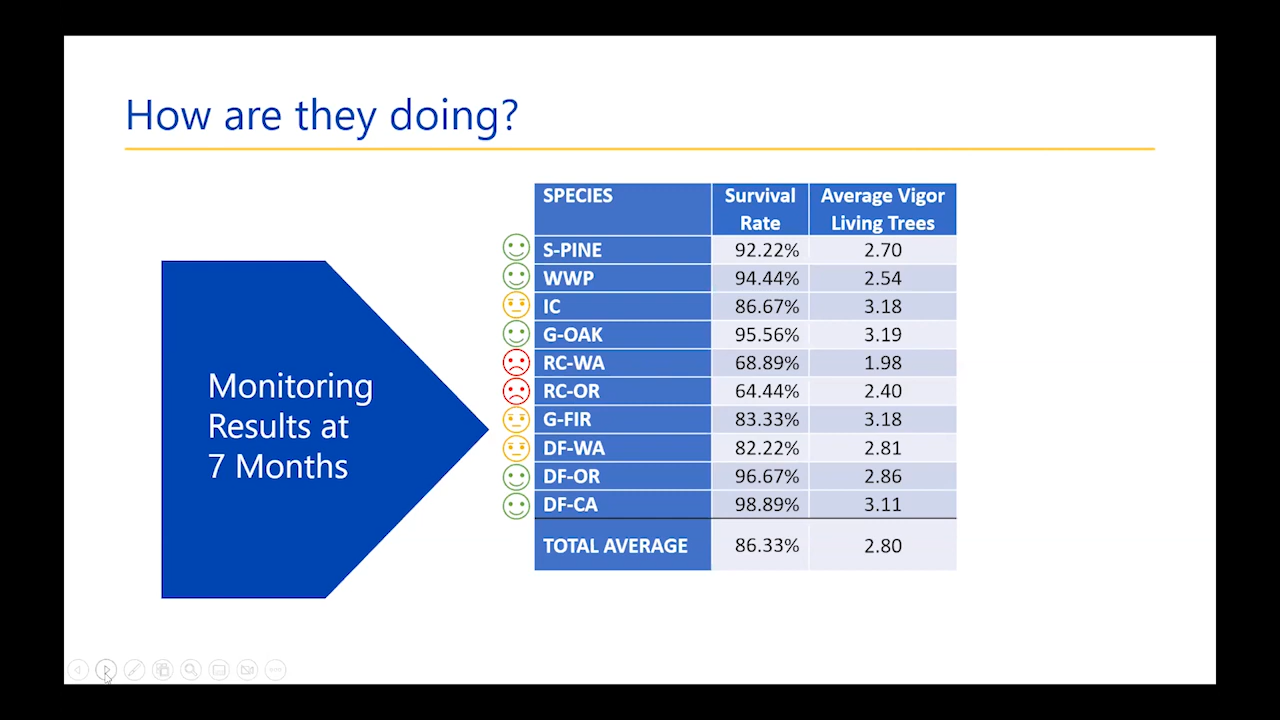 How are they doing?
Monitoring
Results at
7 Months
SPECIES Survival Rate Average Vigor Living Trees
S-PINE 92.22% 2.70
WWP 94.44% 2.54
IC 86.67% 3.18
G-OAK 95.56% 3.19
RC-WA 68.89% 1.98
RC-OR 64.44% 2.40
G-FIR 83.33% 3.18
DF-WA 82.22% 2.81
DF-OR 96.67% 2.86
DF-CA 98.89% 3.11
TOTAL AVERAGE 86.33% 2.80